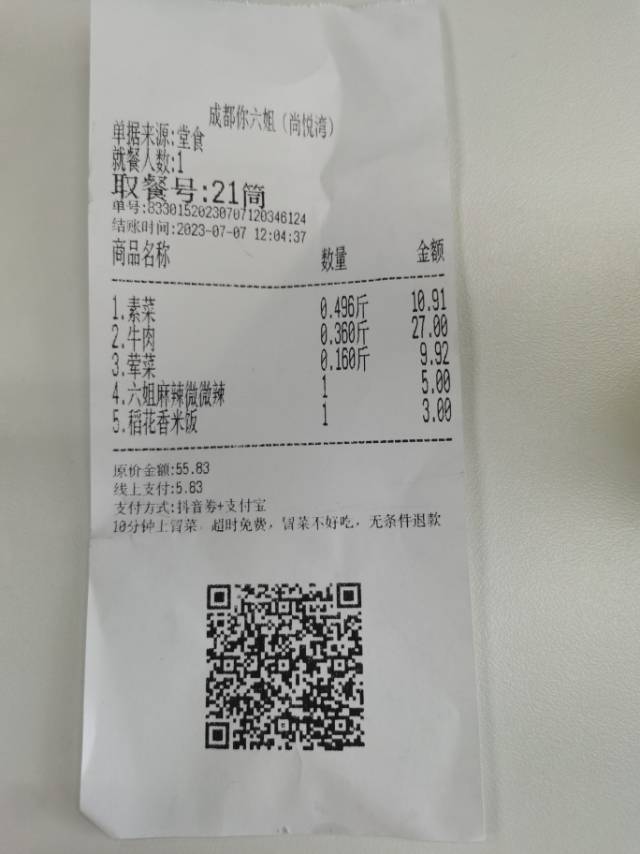 成都你六姐（尚悦湾）
单据来源:堂食
就餐人数:1
取餐号:21筒
单号:83301520230707120346124
结账时间:2023-07-07 12:04:37
商品名称 数量 金额
1.素菜 0.496斤 10.91
2.牛肉 0.360斤 27.00
3.荤菜 0.160斤 9.92
4.六姐麻辣微微辣 1 5.00
5.稻花香米饭 1 3.00
原价金额:55.83
线上支付:5.83
支付方式:抖音券+支付宝
10分钟上冒菜，超时免费，冒菜不好吃，无条件退款